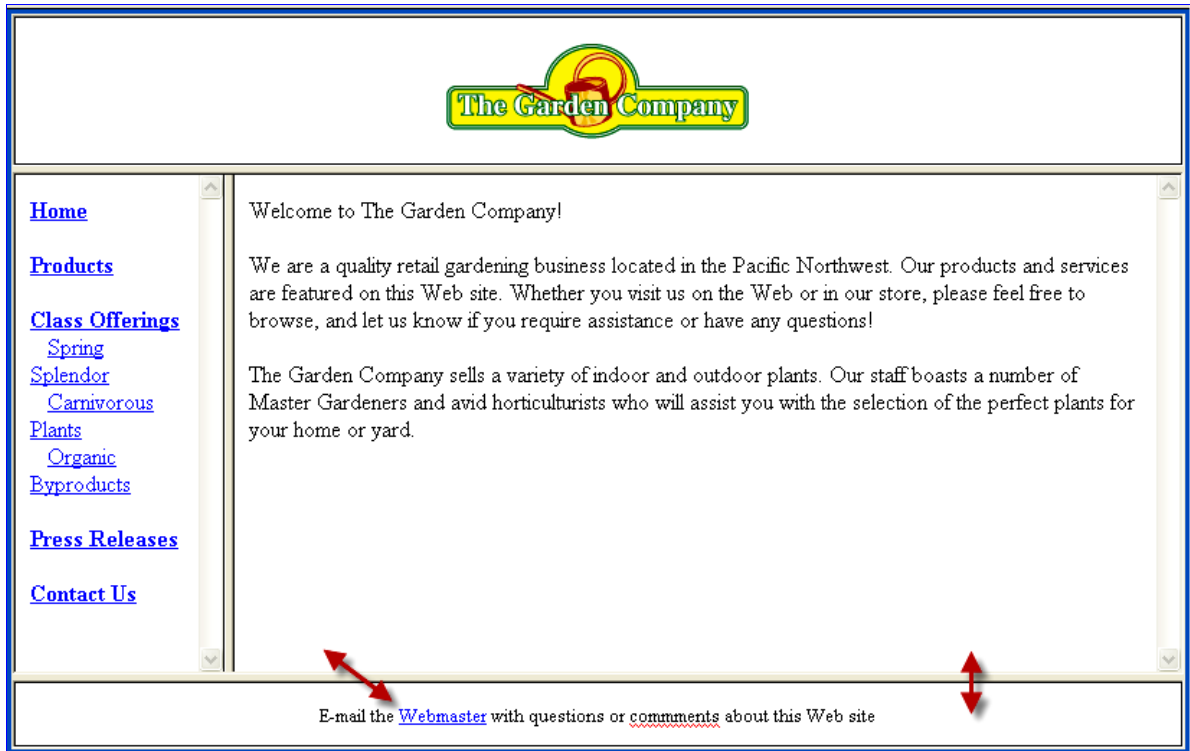 The Garden Company
Home
Products
Class Offerings
Spring
Splendor
Carnivorous
Plants
Organic
Byproducts
Press Releases
Contact Us
Welcome to The Garden Company!
We are a quality retail gardening business located in the Pacific Northwest. Our products and services
are featured on this Web site. Whether you visit us on the Web or in our store, please feel free to
browse, and let us know if you require assistance or have any questions!
The Garden Company sells a variety of indoor and outdoor plants. Our staff boasts a number of
Master Gardeners and avid horticulturists who will assist you with the selection of the perfect plants for
your home or yard.
E-mail the Webmaster with questions or commments about this Web site